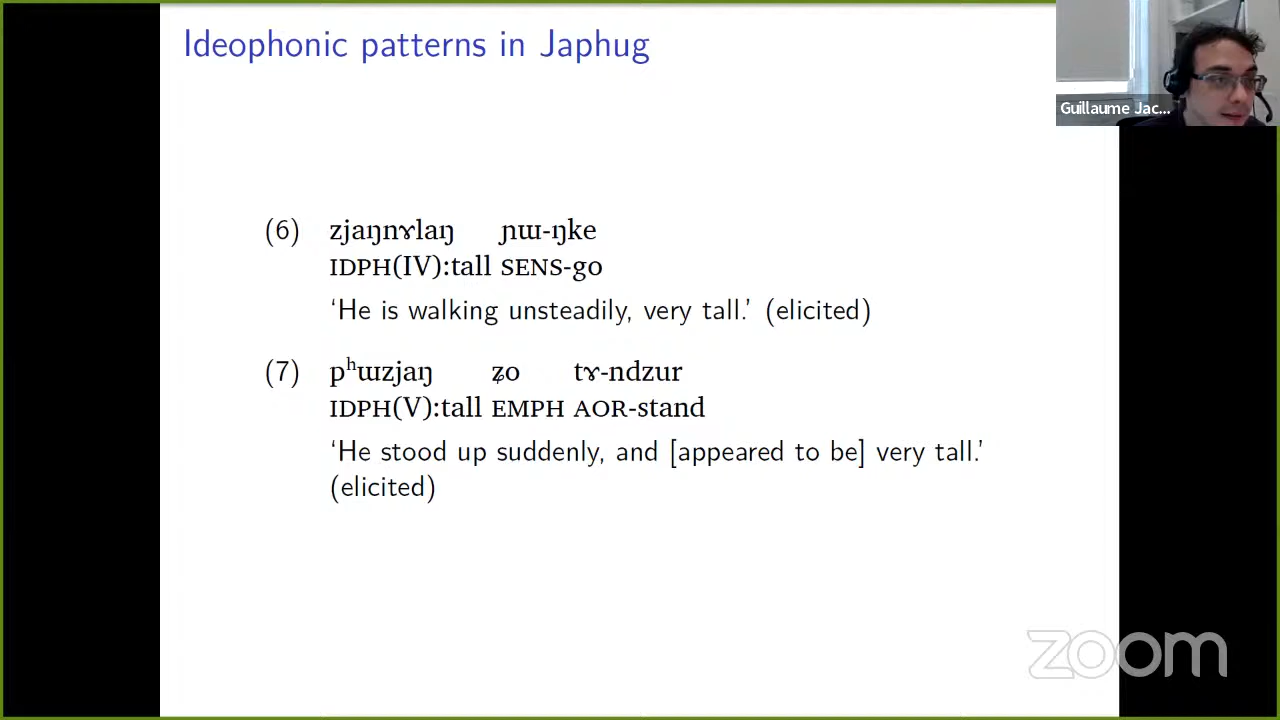 Ideophonic patterns in Japhug
Guillaume Jac...
(6) zjaŋnɤlaŋ ɲɯ-ŋke
IDPH(IV):tall SENS-go
‘He is walking unsteadily, very tall.’ (elicited)
(7) pʰɯzjaŋ ʑo tɤ-ndzur
IDPH(V):tall EMPH AOR-stand
‘He stood up suddenly, and [appeared to be] very tall.’
(elicited)
zoom